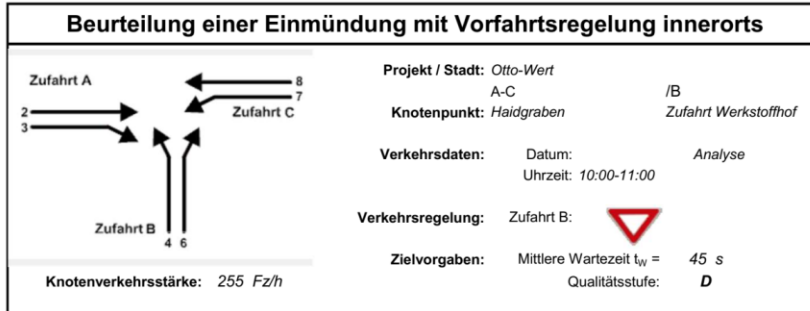 Beurteilung einer Einmündung mit Vorfahrtsregelung innerorts
Zufahrt A
8
7
Zufahrt C
2
3
Zufahrt B
4 6
Knotenverkehrsstärke: 255 Fz/h
Projekt / Stadt: Otto-Wert
A-C /B
Knotenpunkt: Haidgraben Zufahrt Werkstoffhof
Verkehrsdaten: Datum: Analyse
Uhrzeit: 10:00-11:00
Verkehrsregelung: Zufahrt B:
Zielvorgaben: Mittlere Wartezeit tW = 45 s
Qualitätsstufe: D